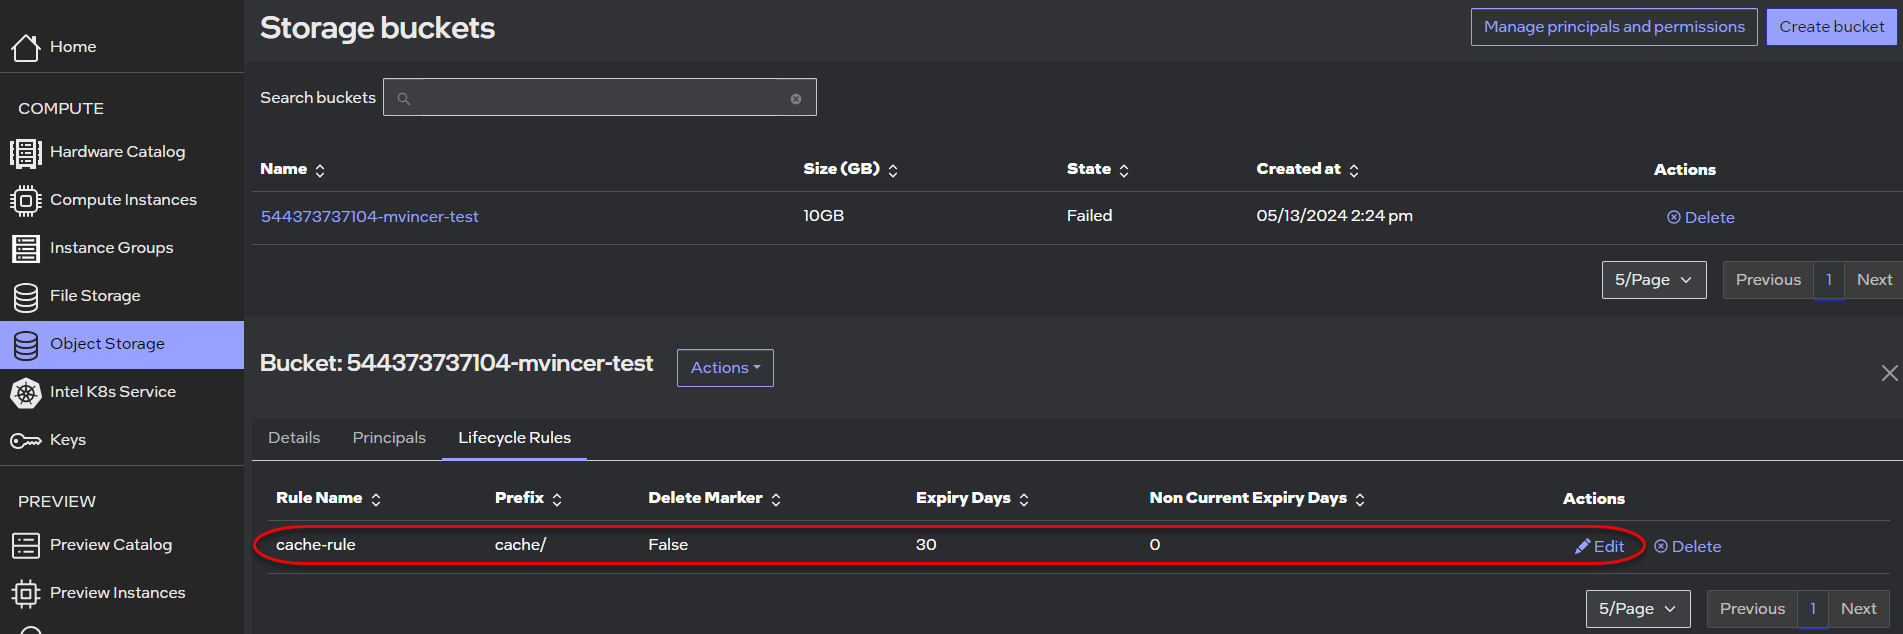 Home
COMPUTE
Hardware Catalog
Compute Instances
Instance Groups
File Storage
Object Storage
Intel K8s Service
Keys
PREVIEW
Preview Catalog
Preview Instances
Storage buckets
Manage principals and permissions Create bucket
Search buckets
Name Size (GB) State Created at Actions
544373737104-mvincer-test 10GB Failed 05/13/2024 2:24 pm Delete
5/Page Previous 1 Next
Bucket: 544373737104-mvincer-test Actions
Details Principals Lifecycle Rules
Rule Name Prefix Delete Marker Expiry Days Non Current Expiry Days Actions
cache-rule cache/ False 30 0 Edit Delete
5/Page Previous 1 Next